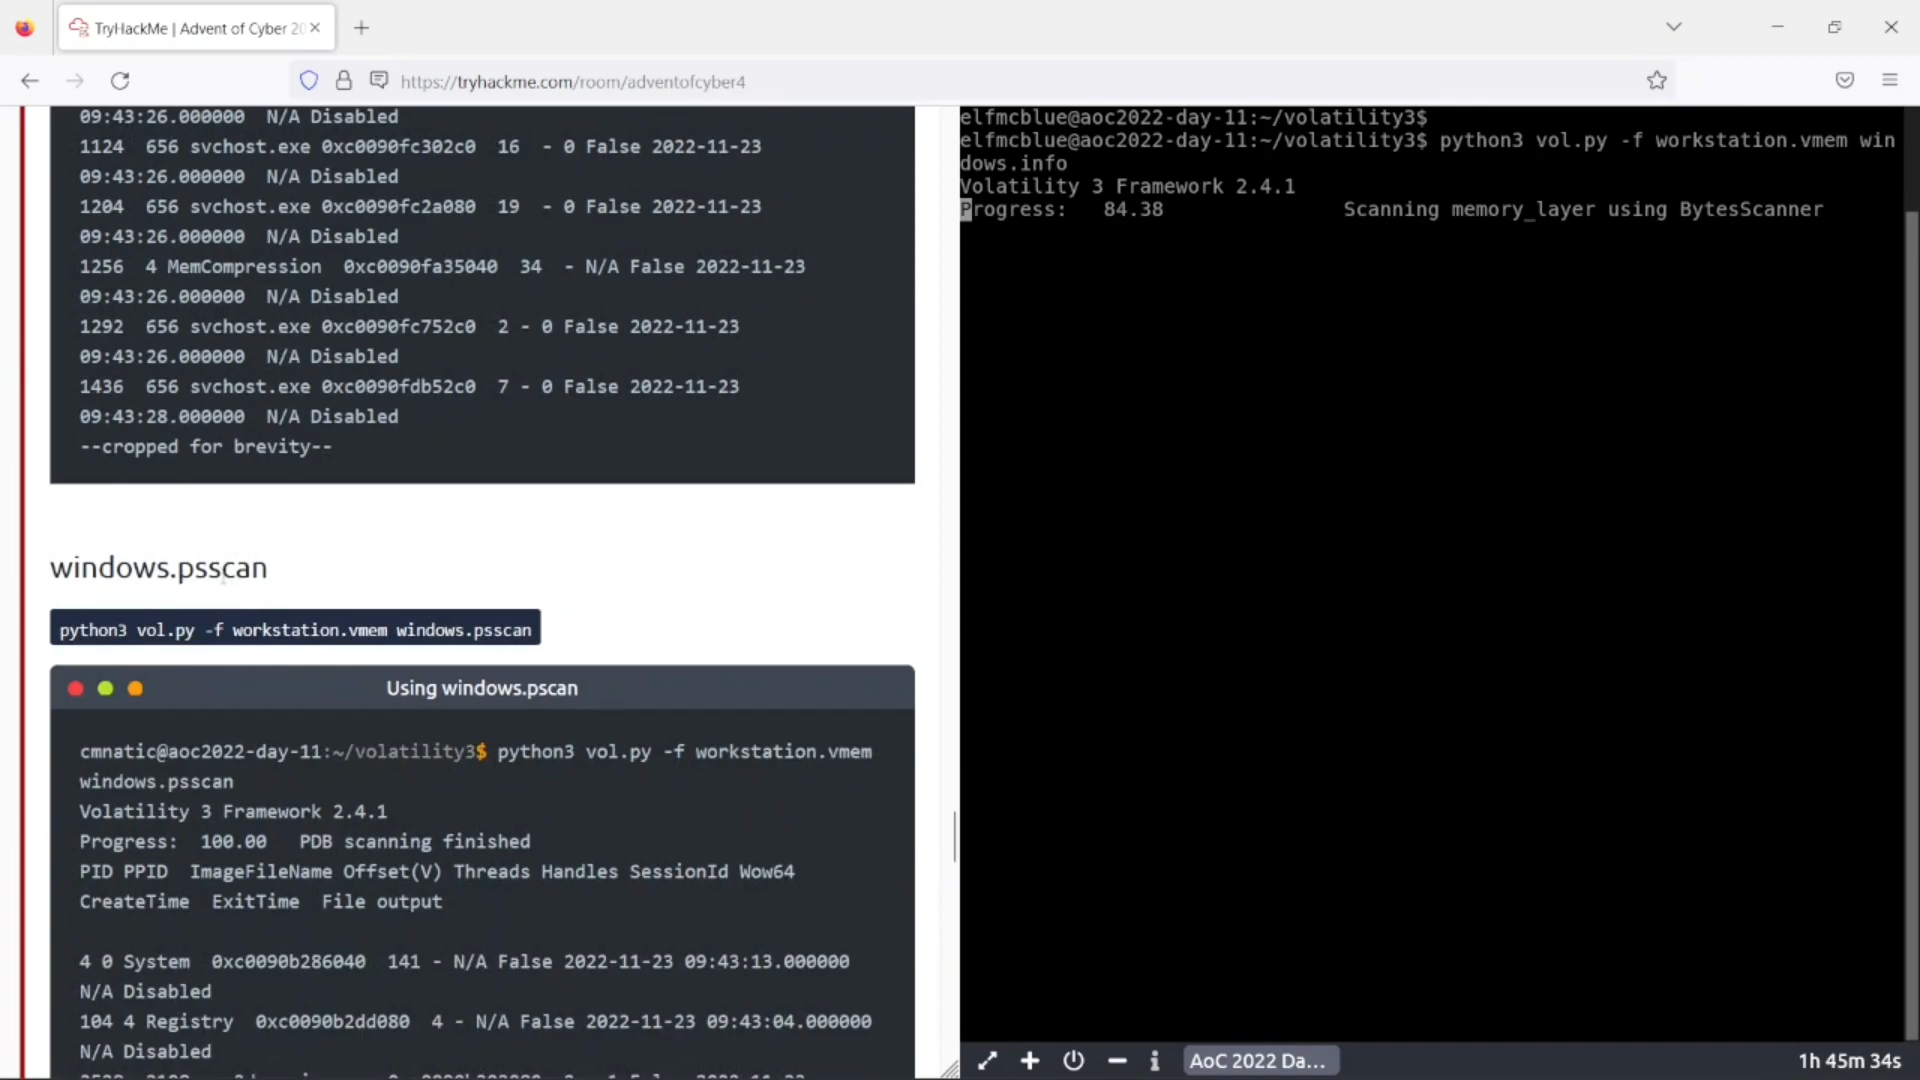 TryHackMe | Advent of Cyber 20
https://tryhackme.com/room/adventofcyber4
09:43:26.000000 N/A Disabled
1124 656 svchost.exe 0xc0090fc302c0 16 - 0 False 2022-11-23
09:43:26.000000 N/A Disabled
1204 656 svchost.exe 0xc0090fc2a080 19 - 0 False 2022-11-23
09:43:26.000000 N/A Disabled
1256 4 MemCompression 0xc0090fa35040 34 - N/A False 2022-11-23
09:43:26.000000 N/A Disabled
1292 656 svchost.exe 0xc0090fc752c0 2 - 0 False 2022-11-23
09:43:26.000000 N/A Disabled
1436 656 svchost.exe 0xc0090fdb52c0 7 - 0 False 2022-11-23
09:43:28.000000 N/A Disabled
--cropped for brevity--
windows.psscan
python3 vol.py -f workstation.vmem windows.psscan
Using windows.pscan
cmnatic@aoc2022-day-11:~/volatility3$ python3 vol.py -f workstation.vmem
windows.psscan
Volatility 3 Framework 2.4.1
Progress: 100.00 PDB scanning finished
PID PPID ImageFileName Offset(V) Threads Handles SessionId Wow64
CreateTime ExitTime File output
4 0 System 0xc0090b286040 141 - N/A False 2022-11-23 09:43:13.000000
N/A Disabled
104 4 Registry 0xc0090b2dd080 4 - N/A False 2022-11-23 09:43:04.000000
N/A Disabled
elfmcblue@aoc2022-day-11:~/volatility3$
elfmcblue@aoc2022-day-11:~/volatility3$ python3 vol.py -f workstation.vmem win
dows.info
Volatility 3 Framework 2.4.1
Progress: 84.38 Scanning memory_layer using BytesScanner
AoC 2022 Da...
1h 45m 34s